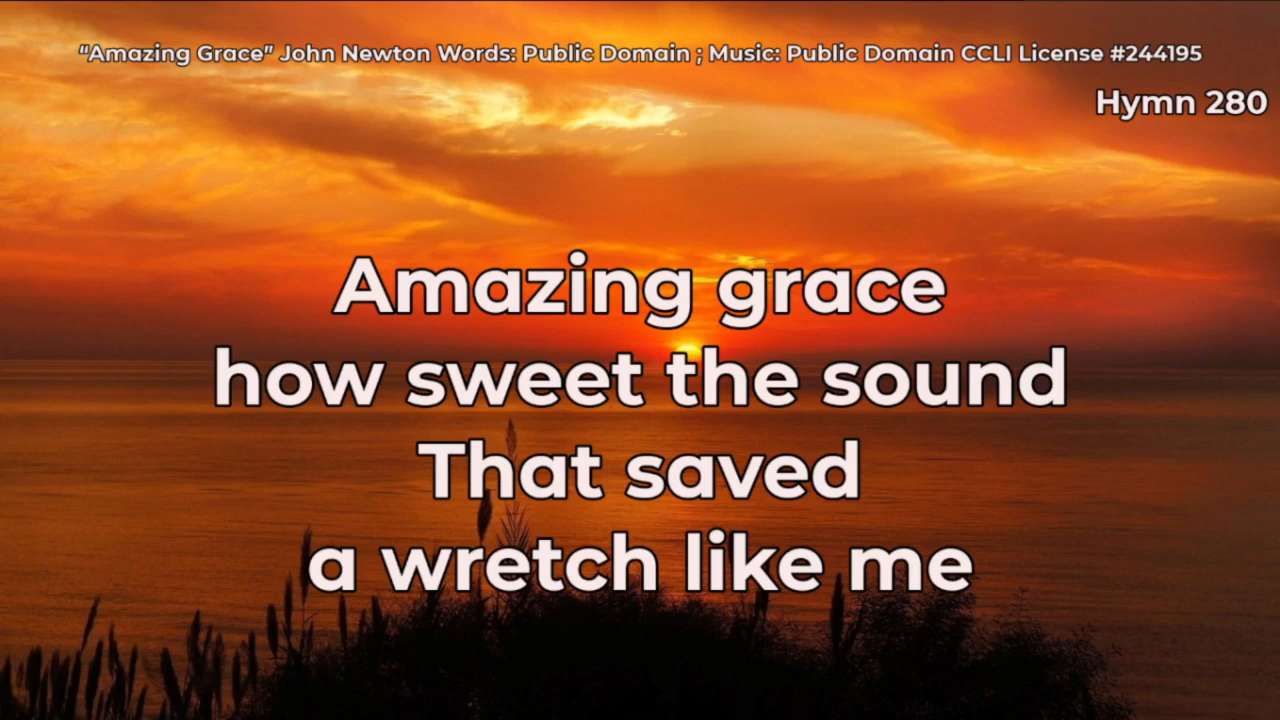 “Amazing Grace” John Newton Words: Public Domain ; Music: Public Domain CCLI License #244195
Hymn 280
Amazing grace
how sweet the sound
That saved
a wretch like me